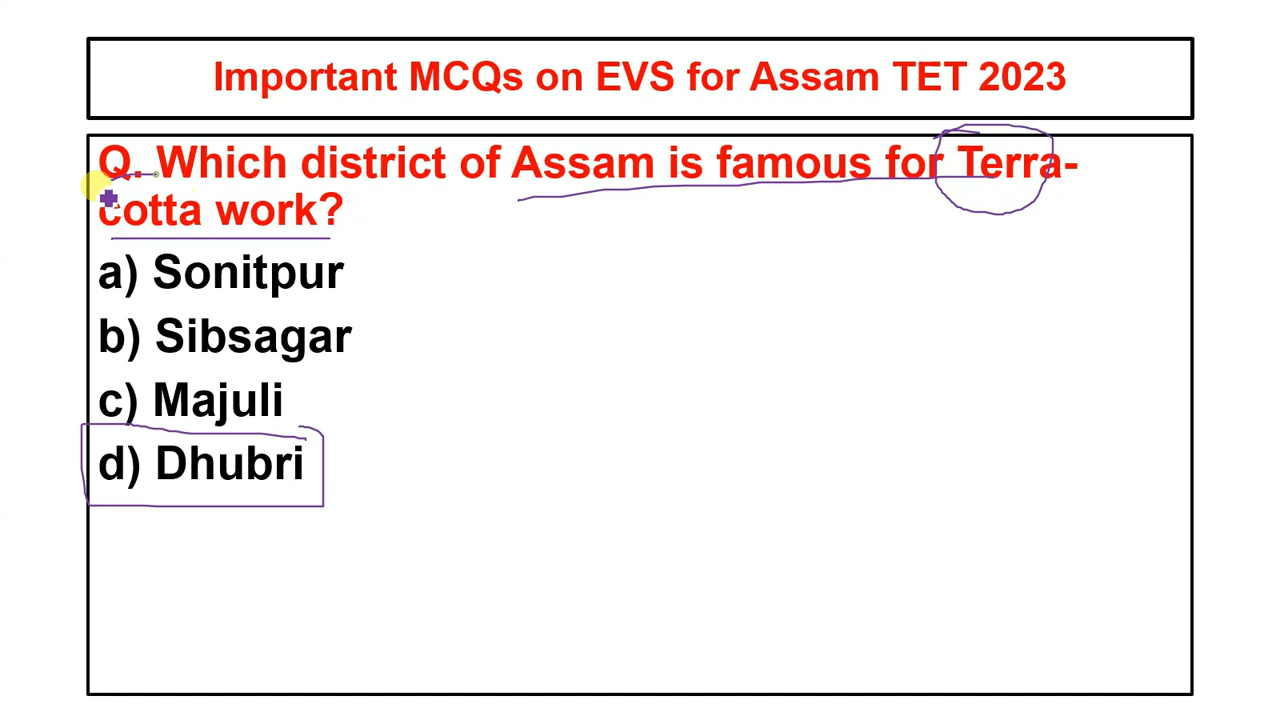 Important MCQs on EVS for Assam TET 2023
Q. Which district of Assam is famous for Terra-
cotta work?
a) Sonitpur
b) Sibsagar
c) Majuli
d) Dhubri